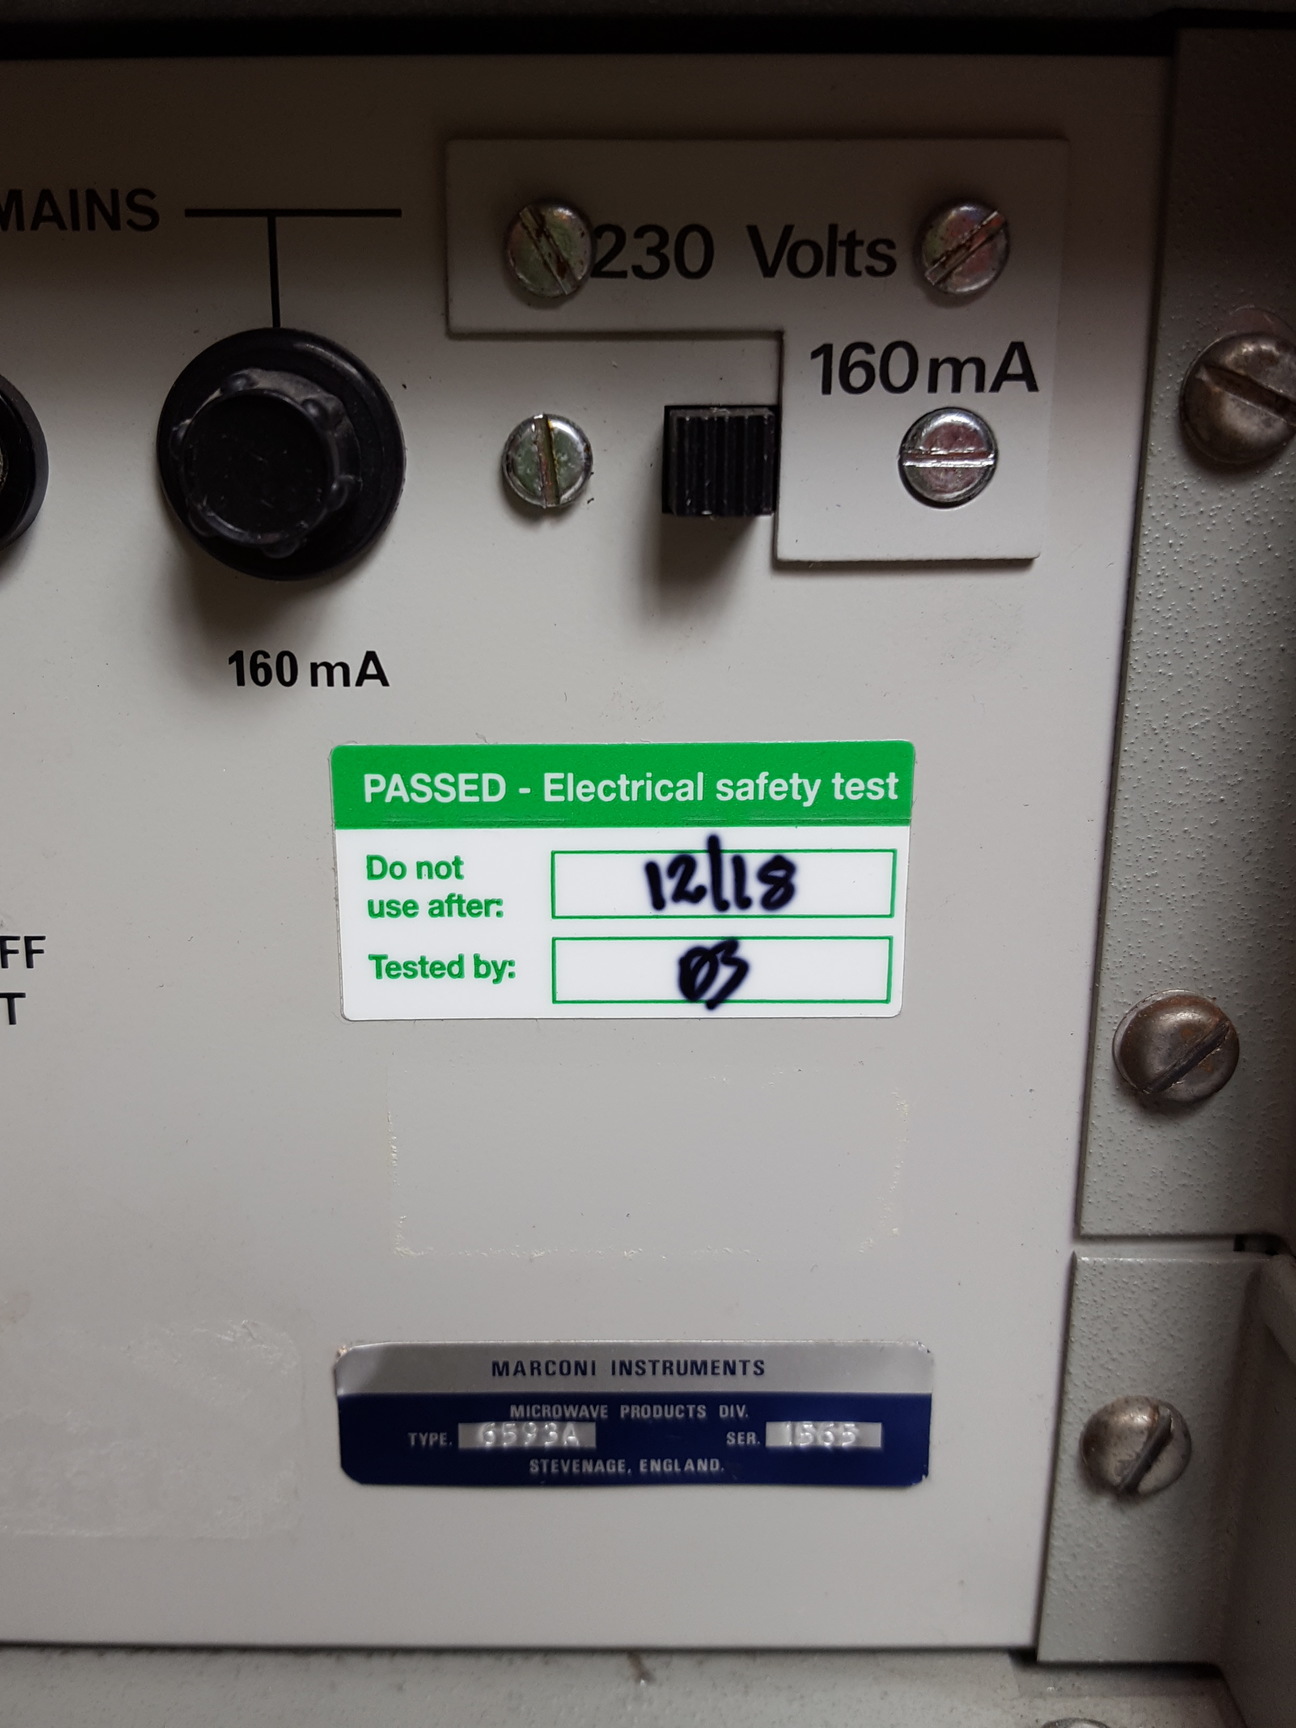 MAINS
230 Volts
160mA
160 mA
PASSED - Electrical safety test
Do not
use after:
12/18
Tested by:
FF
T
MARCONI INSTRUMENTS
MICROWAVE PRODUCTS DIV.
TYPE. 6593A SER. 1565
STEVENAGE, ENGLAND.